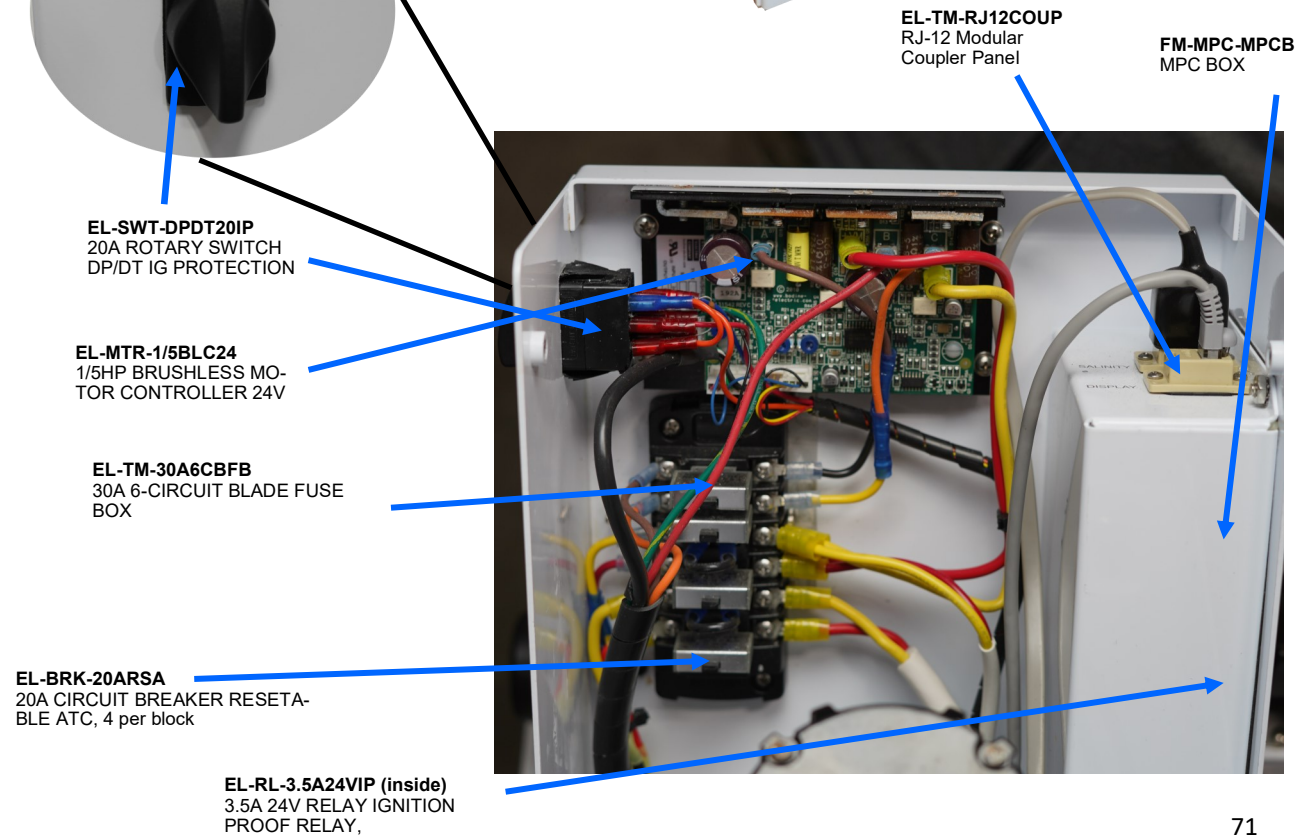 EL-TM-RJ12COUP
RJ-12 Modular
Coupler Panel
FM-MPC-MPCB
MPC BOX
EL-SWT-DPDT20IP
20A ROTARY SWITCH
DP/DT IG PROTECTION
EL-MTR-1/5BLC24
1/5HP BRUSHLESS MO-
TOR CONTROLLER 24V
EL-TM-30A6CBFB
30A 6-CIRCUIT BLADE FUSE
BOX
EL-BRK-20ARSA
20A CIRCUIT BREAKER RESETA-
BLE ATC, 4 per block
EL-RL-3.5A24VIP (inside)
3.5A 24V RELAY IGNITION
PROOF RELAY,
A
B
C
SALINITY
DISPLAY
71